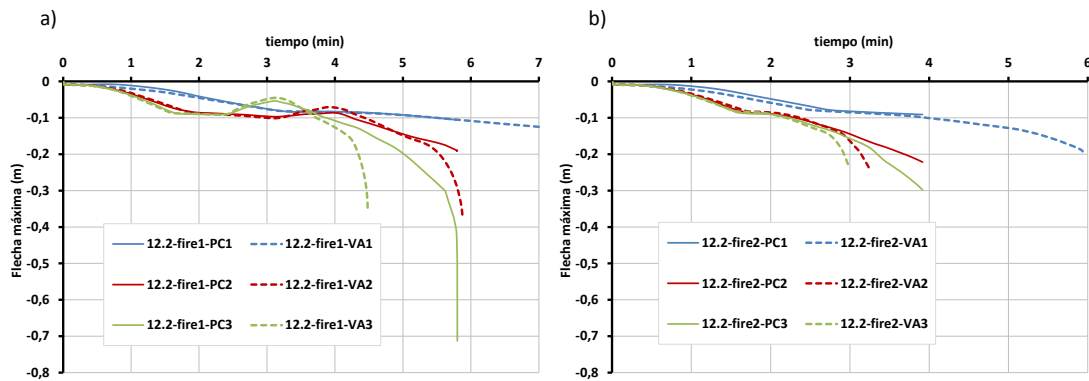 a)
tiempo (min)
0 1 2 3 4 5 6 7
0
-0,1
-0,2
-0,3
-0,4
-0,5
-0,6
-0,7
-0,8
Flecha máxima (m)
12.2-fire1-PC1 12.2-fire1-VA1
12.2-fire1-PC2 12.2-fire1-VA2
12.2-fire1-PC3 12.2-fire1-VA3
b)
tiempo (min)
0 1 2 3 4 5 6
0
-0,1
-0,2
-0,3
-0,4
-0,5
-0,6
-0,7
-0,8
Flecha máxima (m)
12.2-fire2-PC1 12.2-fire2-VA1
12.2-fire2-PC2 12.2-fire2-VA2
12.2-fire2-PC3 12.2-fire2-VA3